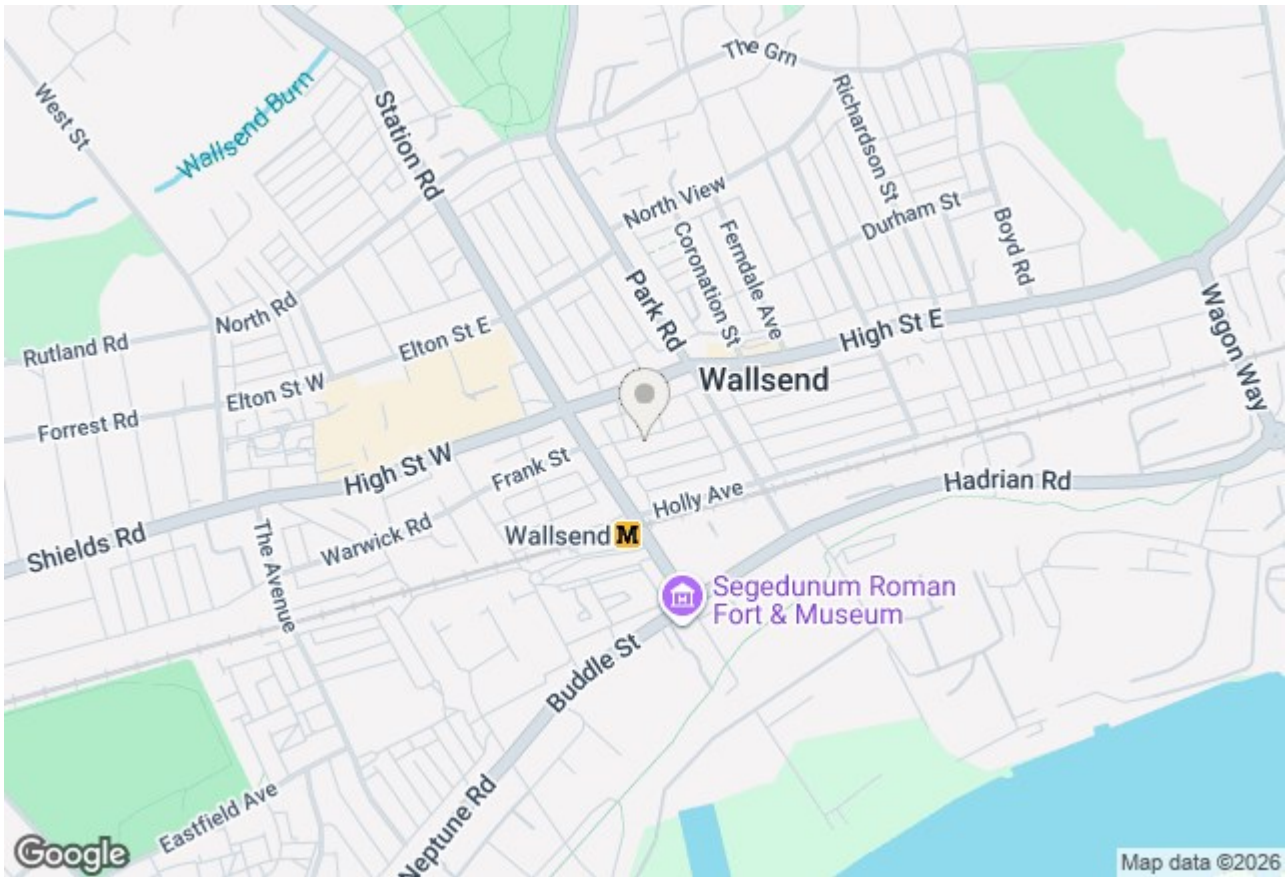 The Grn
West St
Wallsend Burn
Station Rd
Richardson St
North View
Durham St
Coronation St
Ferndale Ave
Boyd Rd
Park Rd
Wagon Way
North Rd
Rutland Rd
Elton St E
High St E
Wallsend
Elton St W
Forrest Rd
High St W
Frank St
Holly Ave
Hadrian Rd
Shields Rd
The Avenue
Warwick Rd
Wallsend M
Segedunum Roman
Fort & Museum
Buddle St
Neptune Rd
Eastfield Ave
Google
Map data ©2026